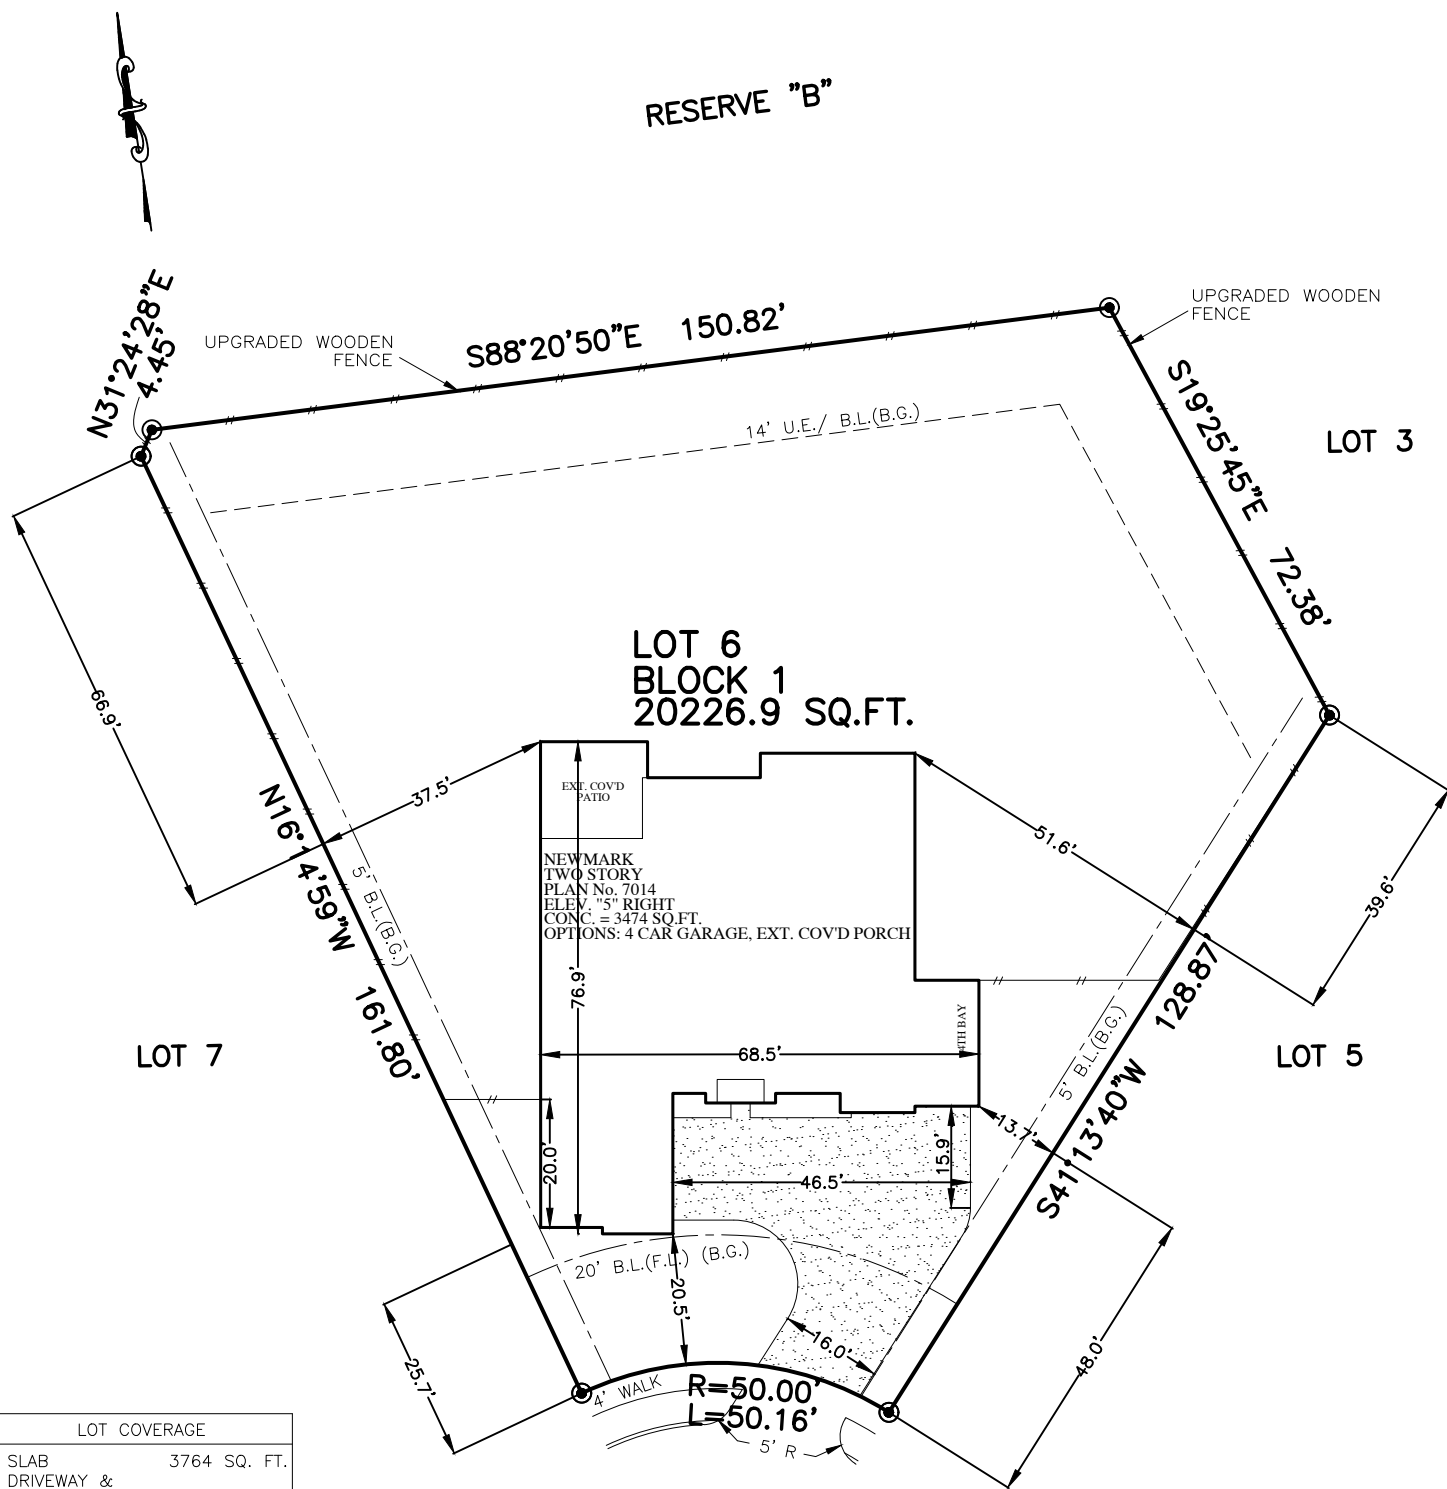 RESERVE "B"
UPGRADED WOODEN
FENCE
N31°24'28"E
4.45'
UPGRADED WOODEN
FENCE
S88°20'50"E 150.82'
14' U.E./ B.L.(B.G.)
S19°25'45"E 72.38'
LOT 3
66.9'
LOT 6
BLOCK 1
20226.9 SQ.FT.
37.5'
EXT. COV'D
PATIO
51.6'
39.6'
NEWMARK
TWO STORY
PLAN No. 7014
ELEV. "5" RIGHT
CONC. = 3474 SQ.FT.
OPTIONS: 4 CAR GARAGE, EXT. COV'D PORCH
N16°14'59"W 161.80'
5' B.L.(B.G.)
76.9'
4TH BAY
68.5'
LOT 7
S41°13'40"W 128.87'
5' B.L.(B.G.)
LOT 5
13.7'
15.9'
20.0'
46.5'
20' B.L.(F.L.) (B.G.)
20.5'
16.0'
25.7'
48.0'
4' WALK
R=50.00'
L=50.16'
5' R
LOT COVERAGE
SLAB 3764 SQ. FT.
DRIVEWAY &